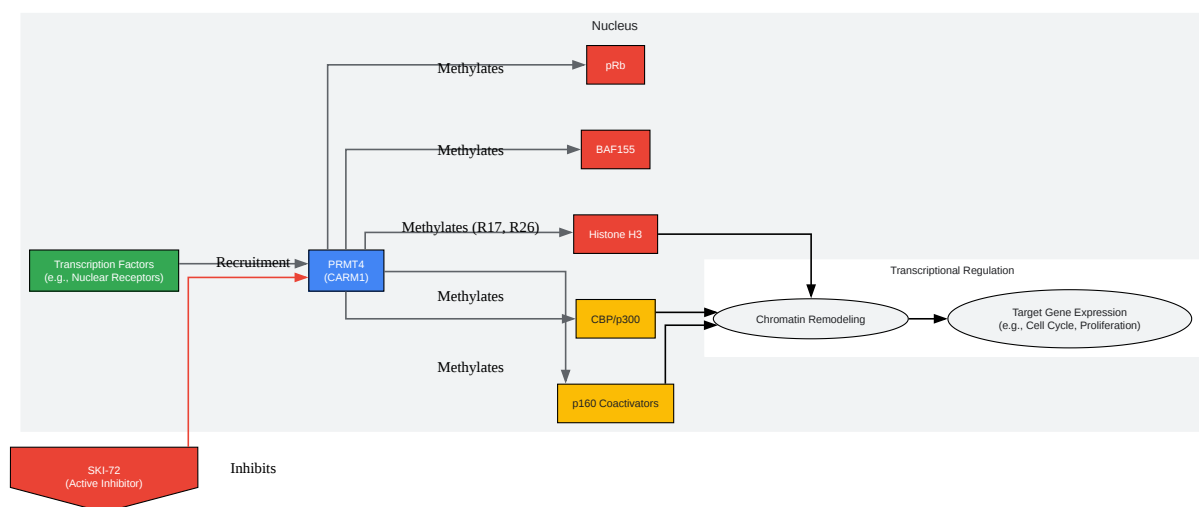 Nucleus
pRb
Methylates
BAF155
Methylates
Histone H3
Methylates (R17, R26)
Transcription Factors
(e.g., Nuclear Receptors)
Recruitment
PRMT4
(CARM1)
Transcriptional Regulation
Methylates
CBP/p300
Chromatin Remodeling
Target Gene Expression
(e.g., Cell Cycle, Proliferation)
Methylates
p160 Coactivators
SKI-72
(Active Inhibitor)
Inhibits